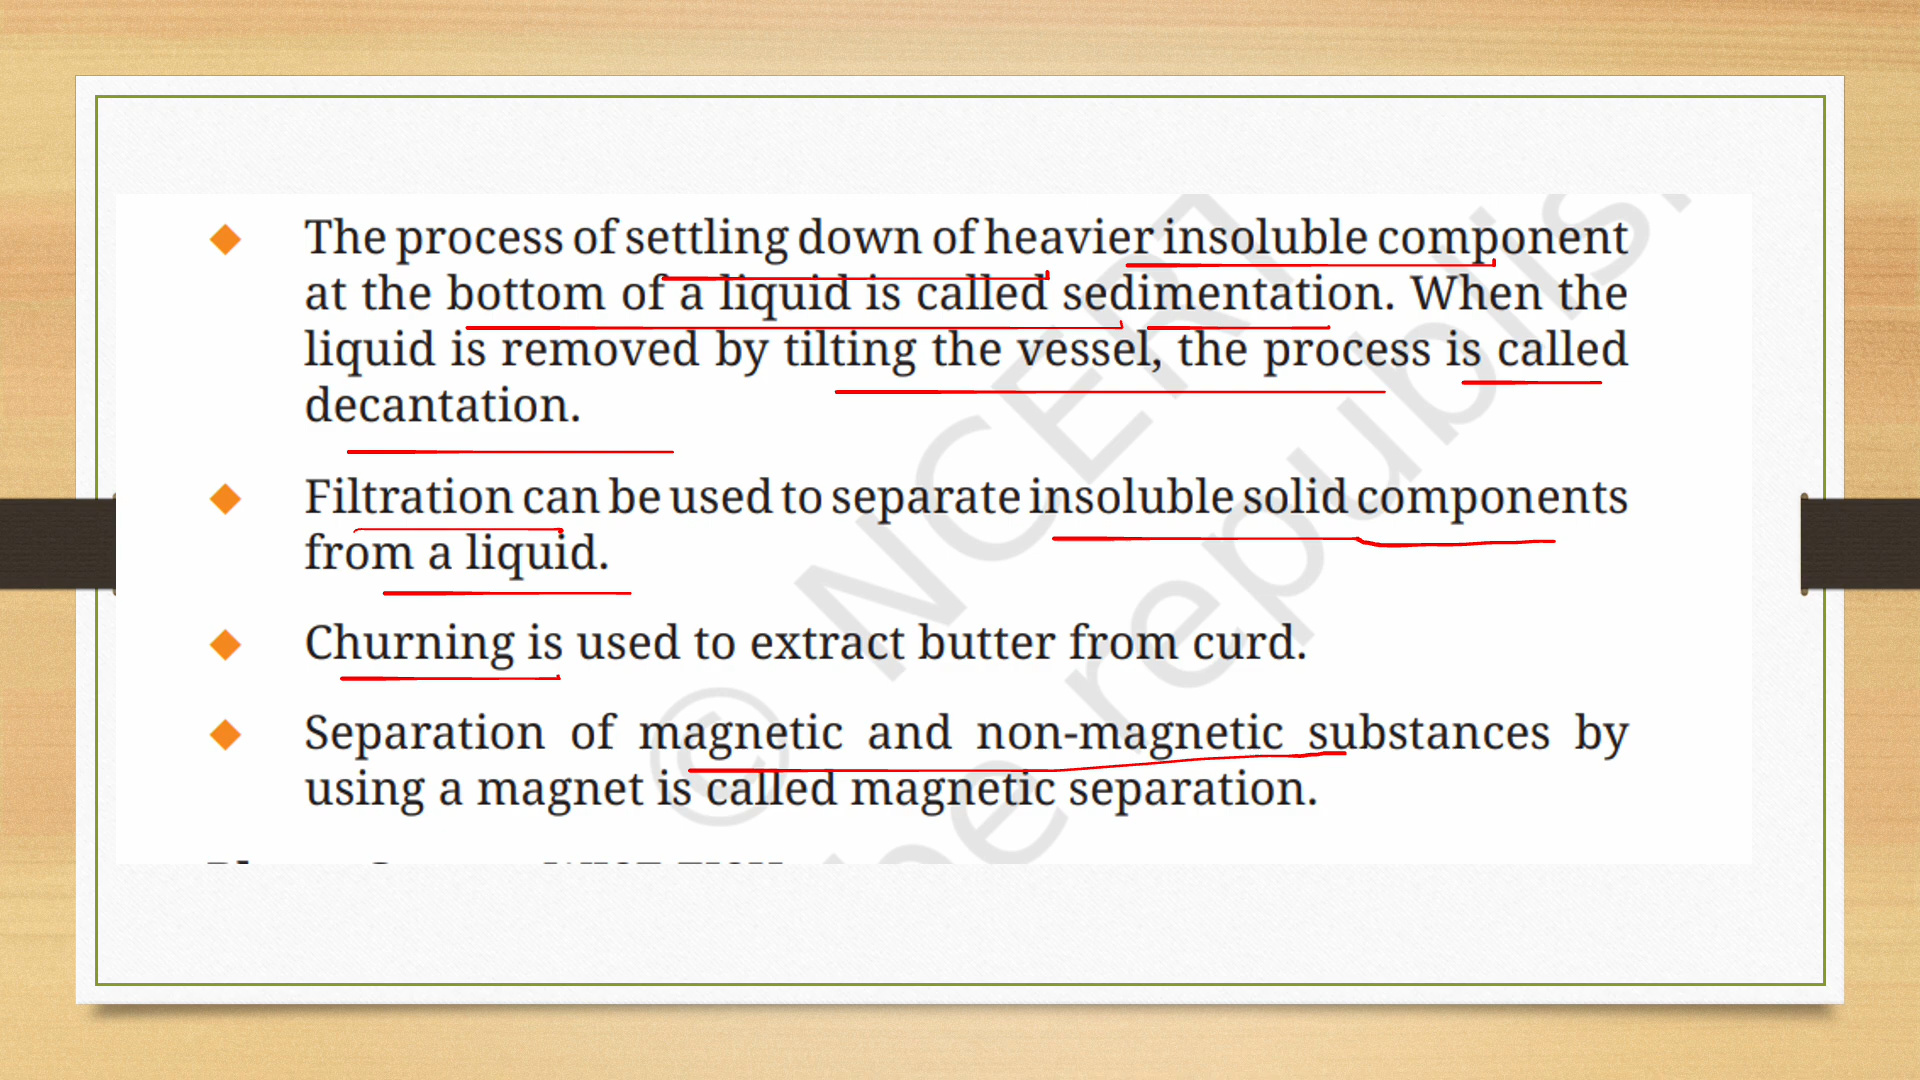 The process of settling down of heavier insoluble component
at the bottom of a liquid is called sedimentation. When the
liquid is removed by tilting the vessel, the process is called
decantation.
Filtration can be used to separate insoluble solid components
from a liquid.
Churning is used to extract butter from curd.
Separation of magnetic and non-magnetic substances by
using a magnet is called magnetic separation.
© NCERT
be republis